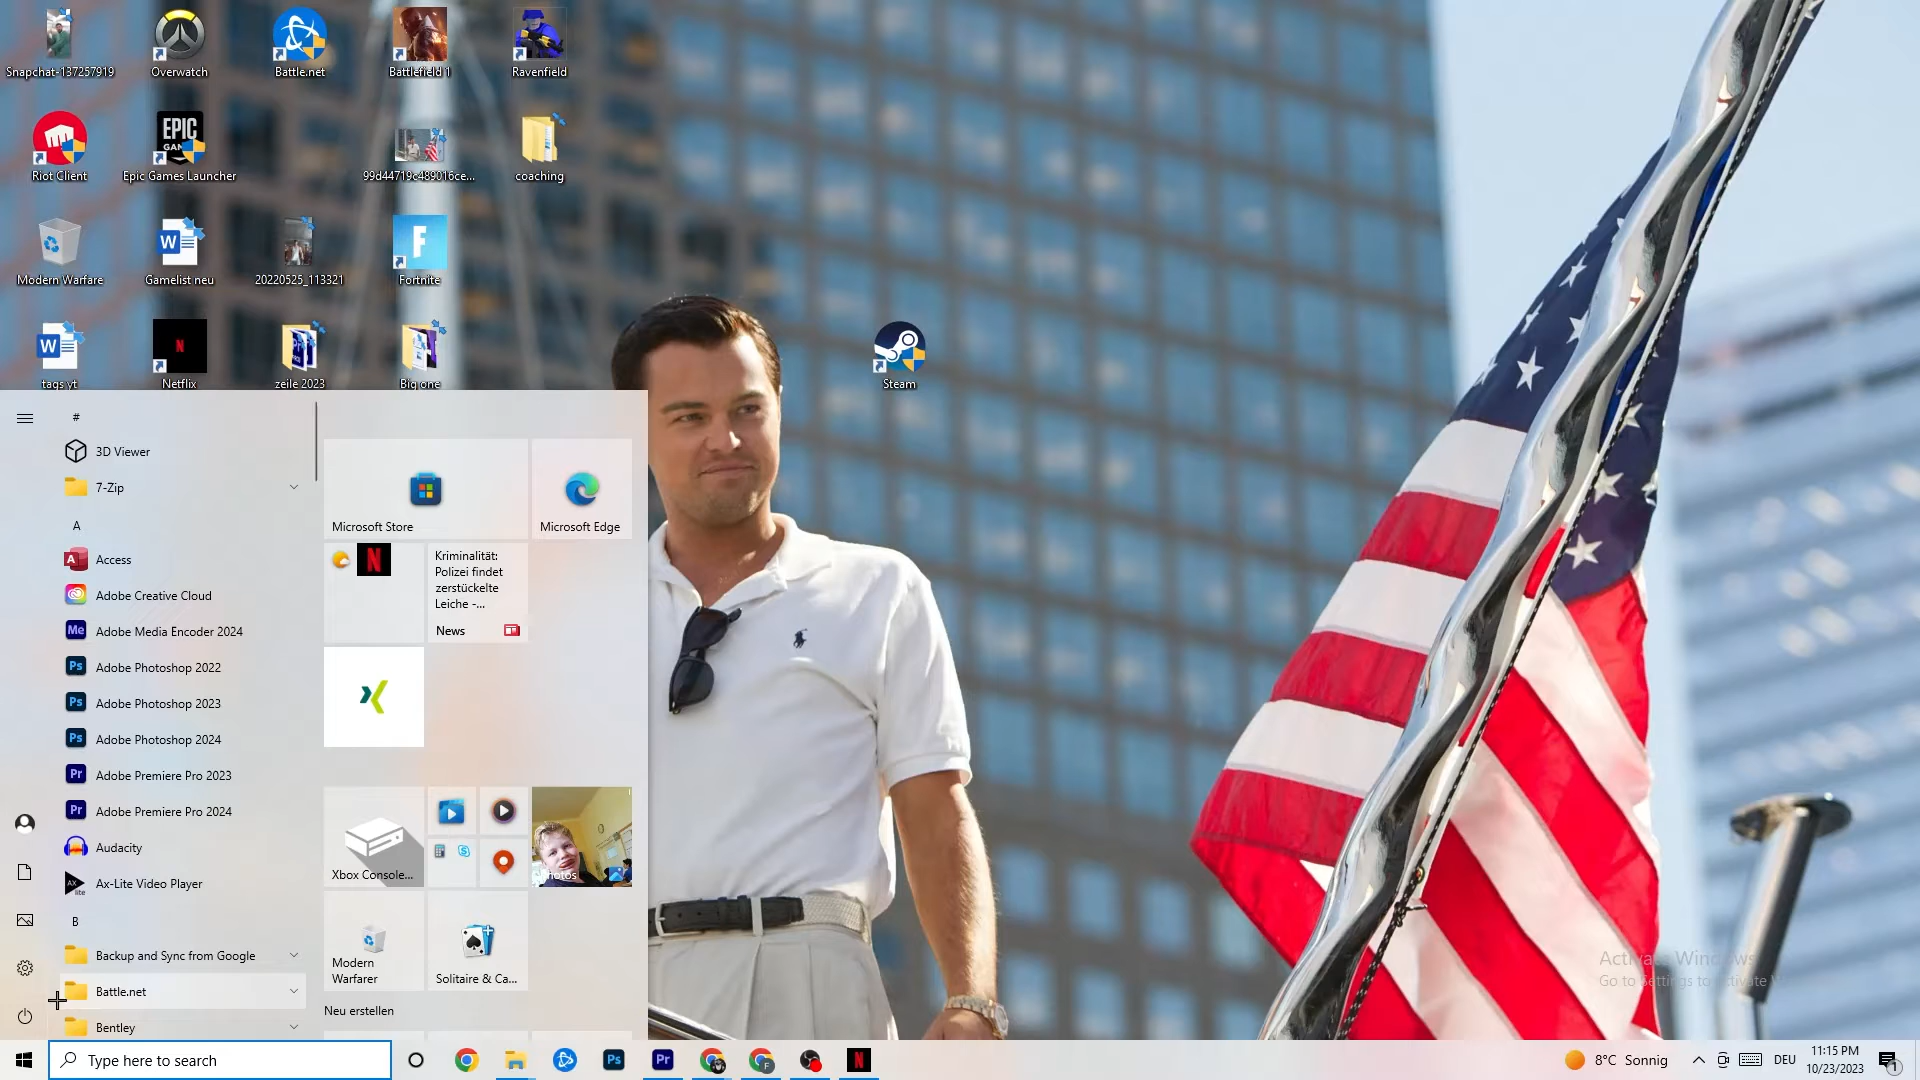 Snapchat-137257919
Overwatch
Battle.net
Battlefield 1
Ravenfield
EPIC
Riot Client
Epic Games Launcher
99d44719c489016ce...
coaching
Modern Warfare
Gamelist neu
20220525_113321
Fortnite
tags yt
Netflix
zeile 2023
Big one
Steam
#
3D Viewer
7-Zip
A
Access
Adobe Creative Cloud
Adobe Media Encoder 2024
Adobe Photoshop 2022
Adobe Photoshop 2023
Adobe Photoshop 2024
Adobe Premiere Pro 2023
Adobe Premiere Pro 2024
Audacity
Ax-Lite Video Player
B
Backup and Sync from Google
Battle.net
Bentley
Microsoft Store
Microsoft Edge
Kriminalität:
Polizei findet
zerstückelte
Leiche -...
News
Xbox Console...
Photos
Modern
Warfarer
Solitaire & Ca...
Neu erstellen
Activate Windows
Go to Settings to activate
Type here to search
8°C Sonnig
DEU
11:15 PM
10/23/2023
1